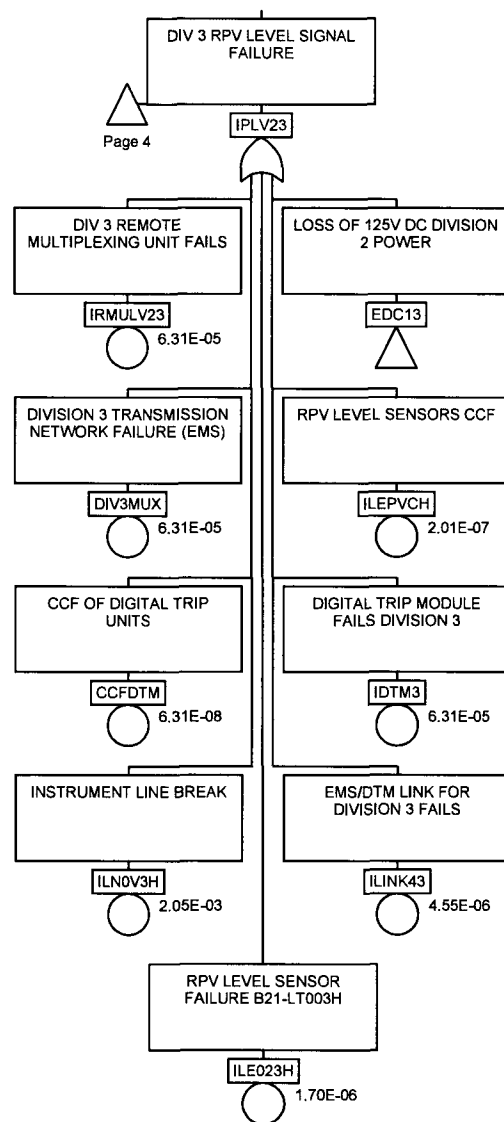 DIV 3 RPV LEVEL SIGNAL
FAILURE
Page 4
IPLV23
DIV 3 REMOTE
MULTIPLEXING UNIT FAILS
IRMULV23
6.31E-05
LOSS OF 125V DC DIVISION
2 POWER
EDC13
DIVISION 3 TRANSMISSION
NETWORK FAILURE (EMS)
DIV3MUX
6.31E-05
RPV LEVEL SENSORS CCF
ILEPVCH
2.01E-07
CCF OF DIGITAL TRIP
UNITS
CCFDTM
6.31E-08
DIGITAL TRIP MODULE
FAILS DIVISION 3
IDTM3
6.31E-05
INSTRUMENT LINE BREAK
ILN0V3H
2.05E-03
EMS/DTM LINK FOR
DIVISION 3 FAILS
ILINK43
4.55E-06
RPV LEVEL SENSOR
FAILURE B21-LT003H
ILE023H
1.70E-06